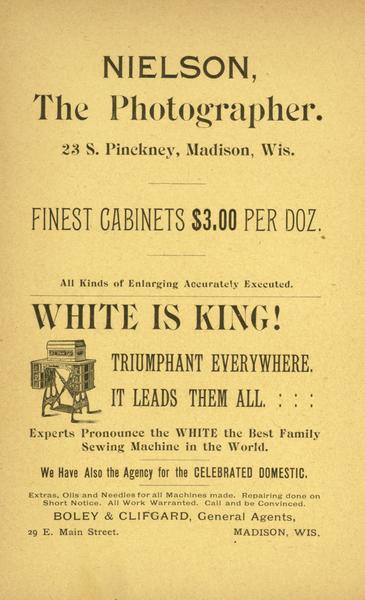 NIELSON,
The Photographer.
23 S. Pinckney, Madison, Wis.
FINEST CABINETS $3.00 PER DOZ.
All Kinds of Enlarging Accurately Executed.
WHITE IS KING!
TRIUMPHANT EVERYWHERE.
IT LEADS THEM ALL. : : :
Experts Pronounce the WHITE the Best Family
Sewing Machine in the World.
We Have Also the Agency for the CELEBRATED DOMESTIC.
Extras, Oils and Needles for all Machines made. Repairing done on
Short Notice. All Work Warranted. Call and be Convinced.
BOLEY & CLIFGARD, General Agents,
29 E. Main Street. MADISON, WIS.